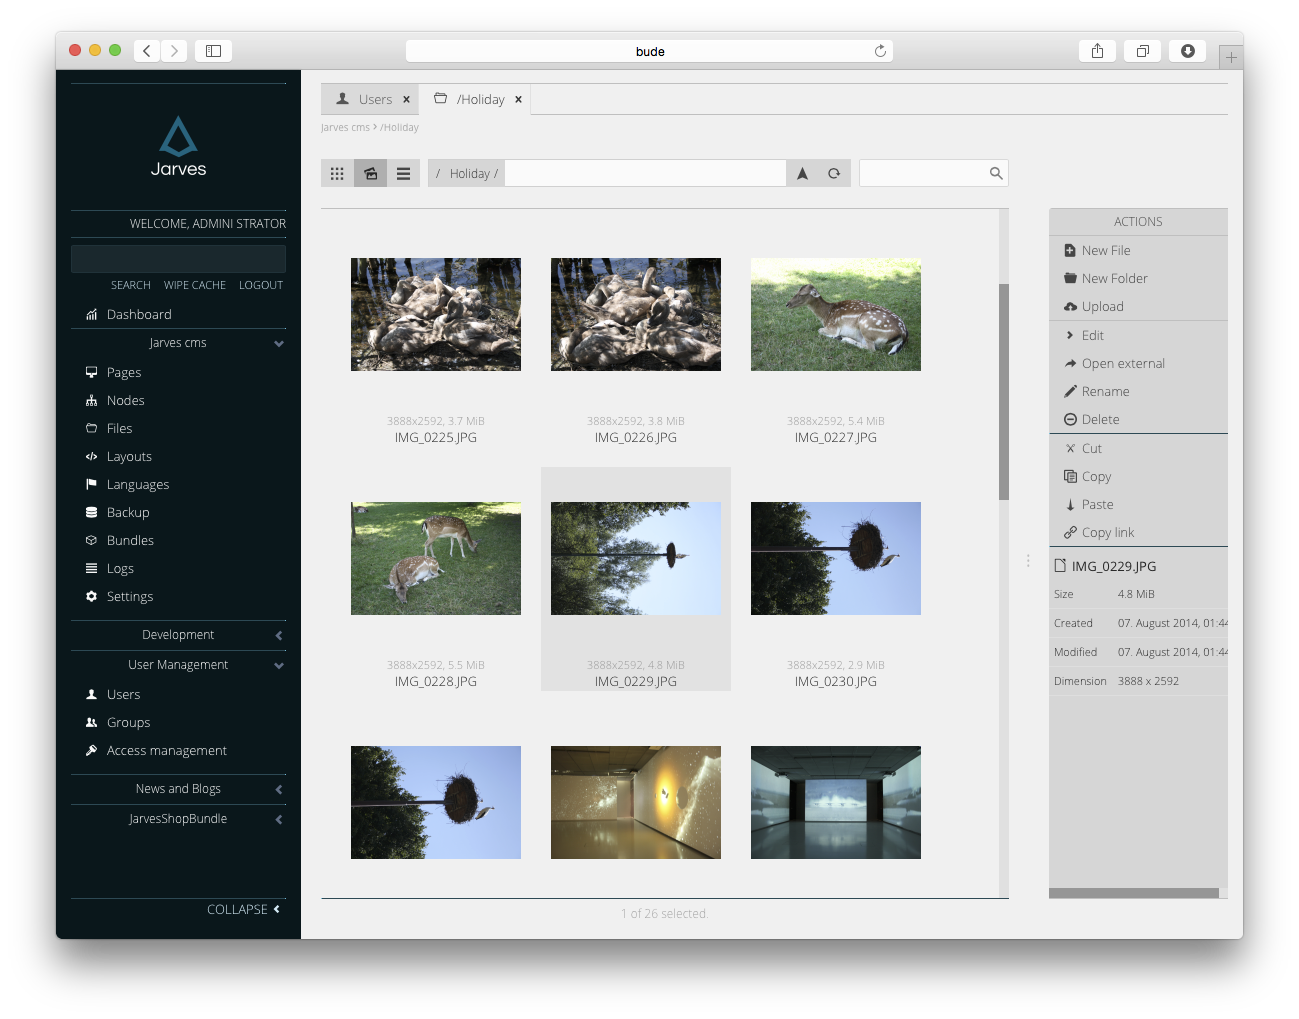 bude
Jarves
WELCOME, ADMINI STRATOR
SEARCH WIPE CACHE LOGOUT
Dashboard
Jarves cms
Pages
Nodes
Files
Layouts
Languages
Backup
Bundles
Logs
Settings
Development
User Management
Users
Groups
Access management
News and Blogs
JarvesShopBundle
COLLAPSE
Users × /Holiday ×
Jarves cms › /Holiday
/ Holiday /
3888x2592, 3.7 MiB
IMG_0225.JPG
3888x2592, 3.8 MiB
IMG_0226.JPG
3888x2592, 5.4 MiB
IMG_0227.JPG
3888x2592, 5.5 MiB
IMG_0228.JPG
3888x2592, 4.8 MiB
IMG_0229.JPG
3888x2592, 2.9 MiB
IMG_0230.JPG
1 of 26 selected.
ACTIONS
New File
New Folder
Upload
Edit
Open external
Rename
Delete
Cut
Copy
Paste
Copy link
IMG_0229.JPG
Size 4.8 MiB
Created 07. August 2014, 01:44
Modified 07. August 2014, 01:44
Dimension 3888 x 2592